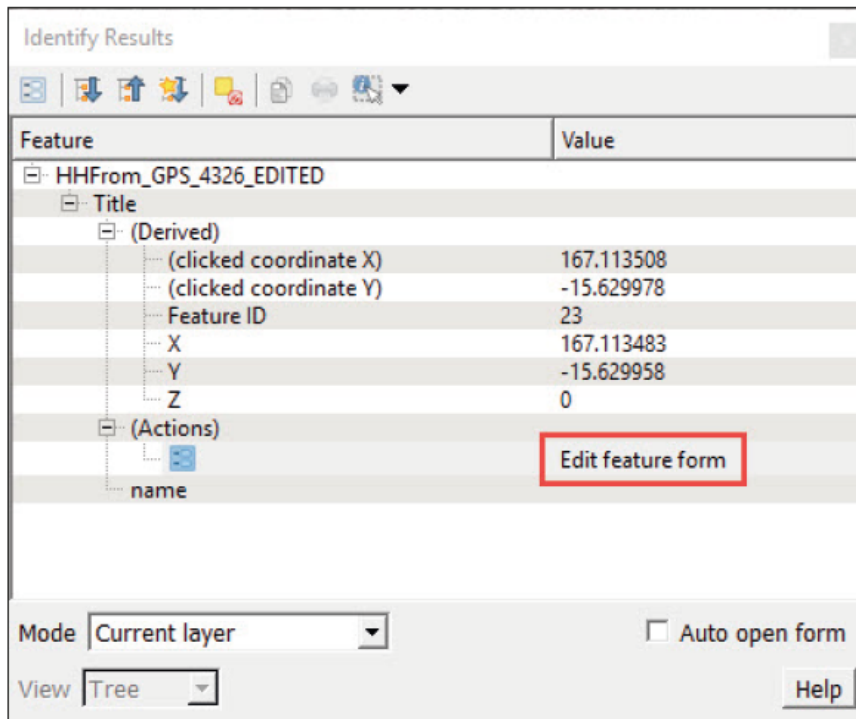 Identify Results
Feature Value
HHFrom_GPS_4326_EDITED
Title
(Derived)
(clicked coordinate X) 167.113508
(clicked coordinate Y) -15.629978
Feature ID 23
X 167.113483
Y -15.629958
Z 0
(Actions)
Edit feature form
name
Mode Current layer Auto open form
View Tree Help